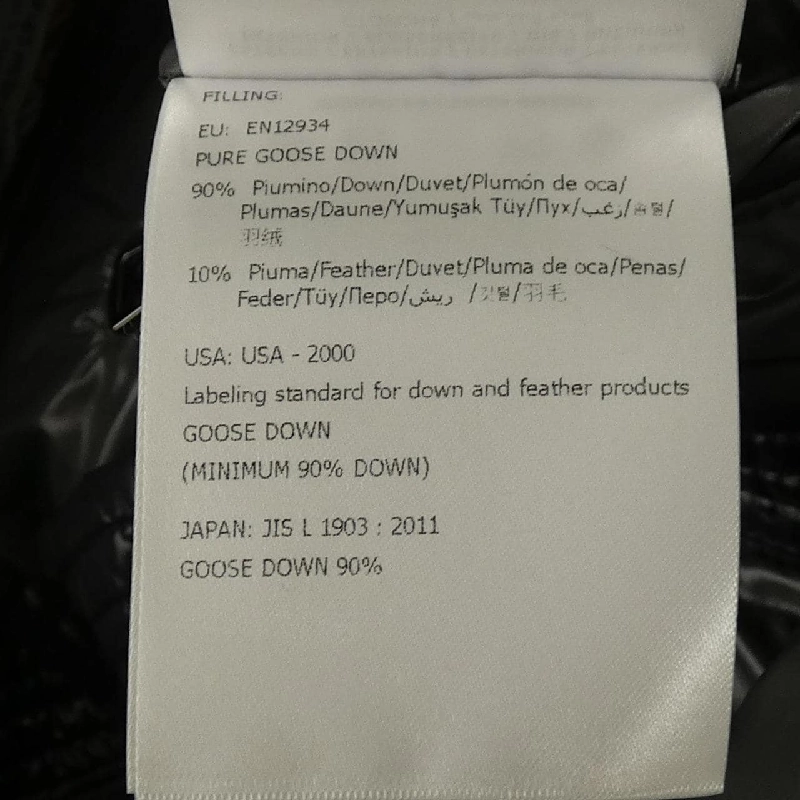 FILLING:
EU: EN12934
PURE GOOSE DOWN
90% Piumino/Down/Duvet/Plumón de oca/
Plumas/Daune/Yumuşak Tüy/Пух/زغب/솜털/
羽绒
10% Piuma/Feather/Duvet/Pluma de oca/Penas/
Feder/Tüy/Перо/ريش /깃털/羽毛
USA: USA - 2000
Labeling standard for down and feather products
GOOSE DOWN
(MINIMUM 90% DOWN)
JAPAN: JIS L 1903 : 2011
GOOSE DOWN 90%